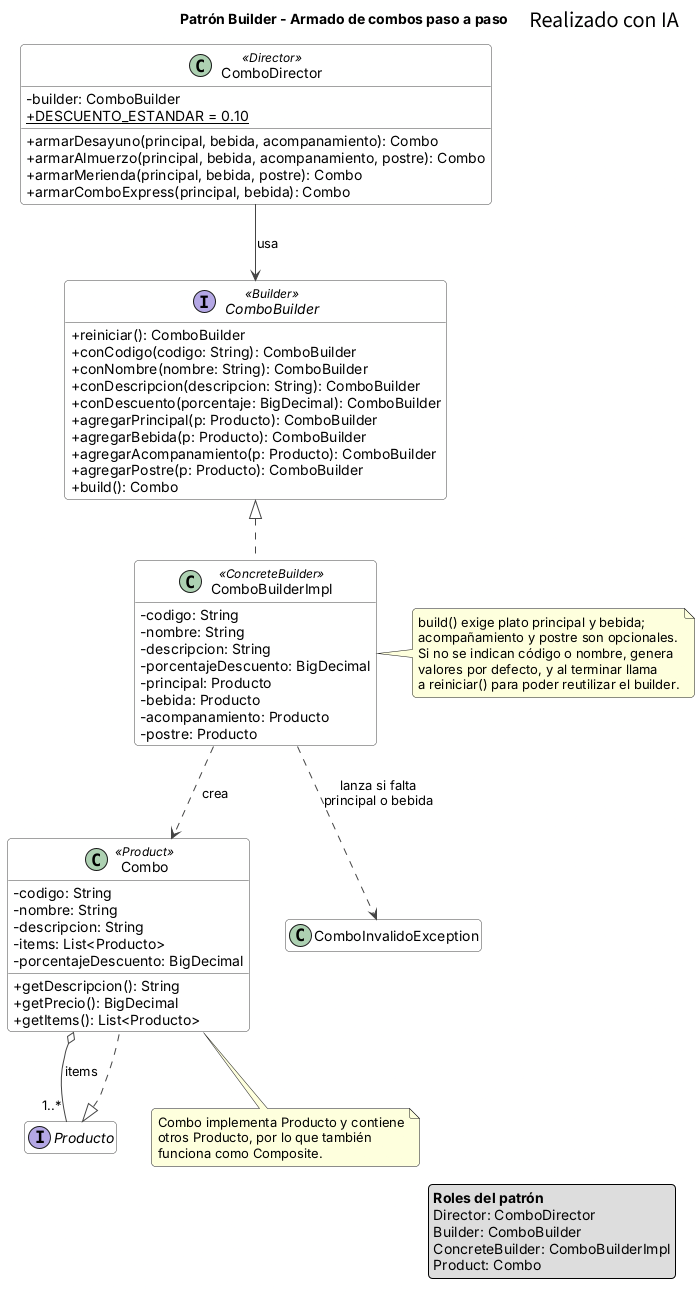 Patrón Builder - Armado de combos paso a paso
Realizado con IA
«Director»
C
ComboDirector
-builder: ComboBuilder
+DESCUENTO_ESTANDAR = 0.10
+armarDesayuno(principal, bebida, acompanamiento): Combo
+armarAlmuerzo(principal, bebida, acompanamiento, postre): Combo
+armarMerienda(principal, bebida, postre): Combo
+armarComboExpress(principal, bebida): Combo
usa
«Builder»
I
ComboBuilder
+reiniciar(): ComboBuilder
+conCodigo(codigo: String): ComboBuilder
+conNombre(nombre: String): ComboBuilder
+conDescripcion(descripcion: String): ComboBuilder
+conDescuento(porcentaje: BigDecimal): ComboBuilder
+agregarPrincipal(p: Producto): ComboBuilder
+agregarBebida(p: Producto): ComboBuilder
+agregarAcompanamiento(p: Producto): ComboBuilder
+agregarPostre(p: Producto): ComboBuilder
+build(): Combo
«ConcreteBuilder»
C
ComboBuilderImpl
-codigo: String
-nombre: String
-descripcion: String
-porcentajeDescuento: BigDecimal
-principal: Producto
-bebida: Producto
-acompanamiento: Producto
-postre: Producto
build() exige plato principal y bebida;
acompañamiento y postre son opcionales.
Si no se indican código o nombre, genera
valores por defecto, y al terminar llama
a reiniciar() para poder reutilizar el builder.
crea
lanza si falta
principal o bebida
«Product»
C
Combo
-codigo: String
-nombre: String
-descripcion: String
-items: List<Producto>
-porcentajeDescuento: BigDecimal
+getDescripcion(): String
+getPrecio(): BigDecimal
+getItems(): List<Producto>
C ComboInvalidoException
items
1..*
I Producto
Combo implementa Producto y contiene
otros Producto, por lo que también
funciona como Composite.
Roles del patrón
Director: ComboDirector
Builder: ComboBuilder
ConcreteBuilder: ComboBuilderImpl
Product: Combo